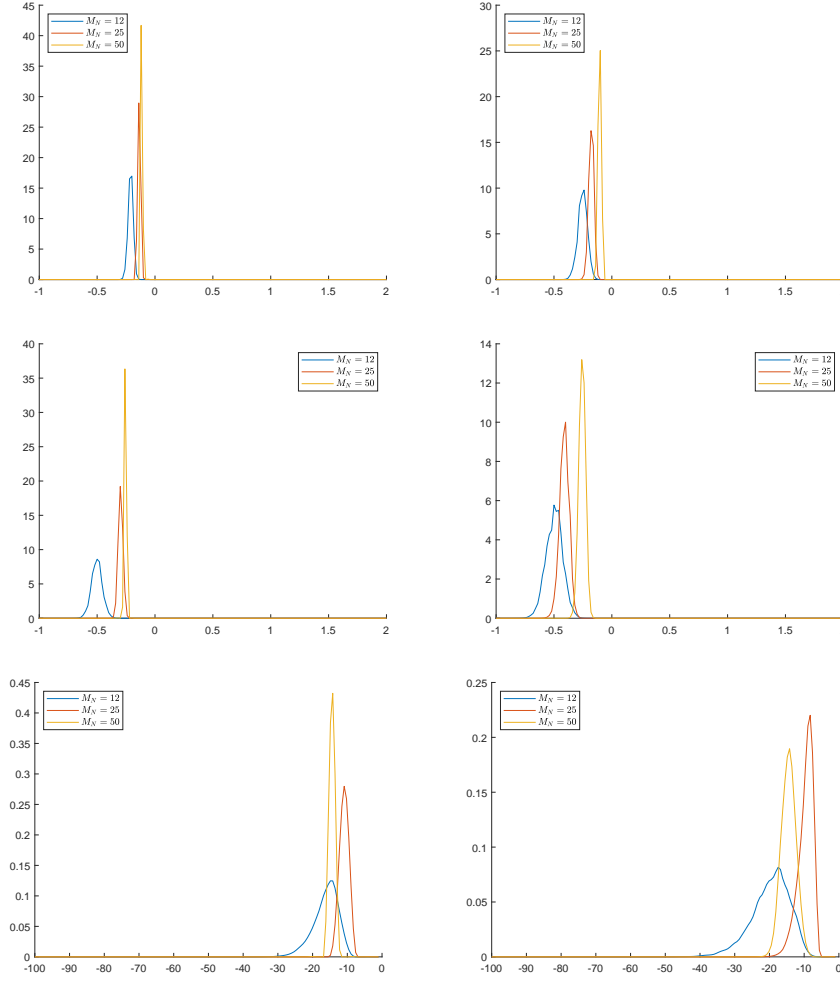 45
40
35
30
25
20
15
10
5
0
-1 -0.5 0 0.5 1 1.5 2
M_N = 12
M_N = 25
M_N = 50
30
25
20
15
10
5
0
-1 -0.5 0 0.5 1 1.5
M_N = 12
M_N = 25
M_N = 50
40
35
30
25
20
15
10
5
0
-1 -0.5 0 0.5 1 1.5 2
M_N = 12
M_N = 25
M_N = 50
14
12
10
8
6
4
2
0
-1 -0.5 0 0.5 1 1.5
M_N = 12
M_N = 25
M_N = 50
0.45
0.4
0.35
0.3
0.25
0.2
0.15
0.1
0.05
0
-100 -90 -80 -70 -60 -50 -40 -30 -20 -10 0
M_N = 12
M_N = 25
M_N = 50
0.25
0.2
0.15
0.1
0.05
0
-100 -90 -80 -70 -60 -50 -40 -30 -20 -10 0
M_N = 12
M_N = 25
M_N = 50